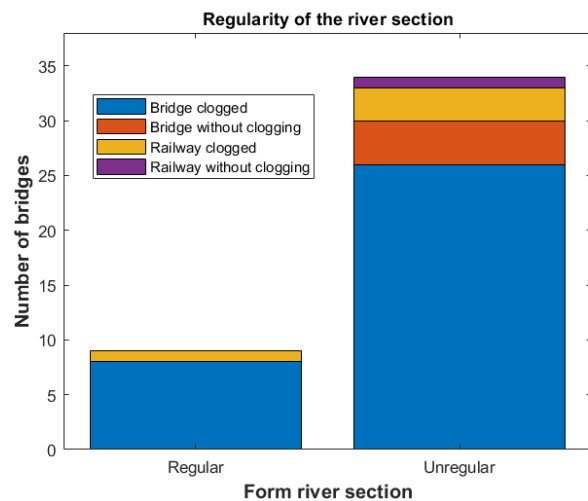 Regularity of the river section
Number of bridges
35
30
25
20
15
10
5
0
Bridge clogged
Bridge without clogging
Railway clogged
Railway without clogging
Regular
Unregular
Form river section